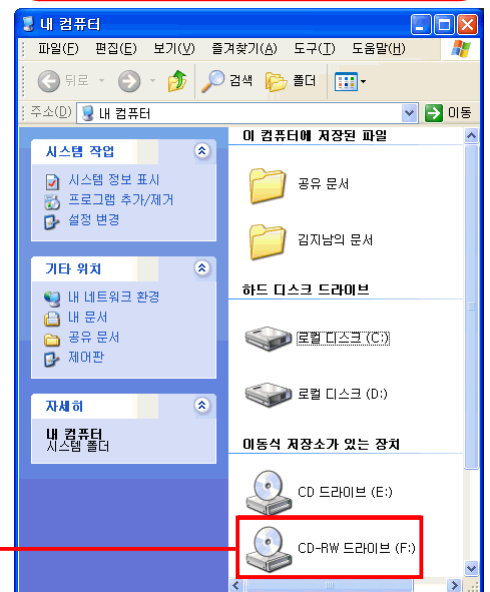 내 컴퓨터
파일(F) 편집(E) 보기(V) 즐겨찾기(A) 도구(T) 도움말(H)
뒤로 검색 폴더
주소(D) 내 컴퓨터 이동
시스템 작업
시스템 정보 표시
프로그램 추가/제거
설정 변경
기타 위치
내 네트워크 환경
내 문서
공유 문서
제어판
자세히
내 컴퓨터
시스템 폴더
이 컴퓨터에 저장된 파일
공유 문서
김지남의 문서
하드 디스크 드라이브
로컬 디스크 (C:)
로컬 디스크 (D:)
이동식 저장소가 있는 장치
CD 드라이브 (E:)
CD-RW 드라이브 (F:)